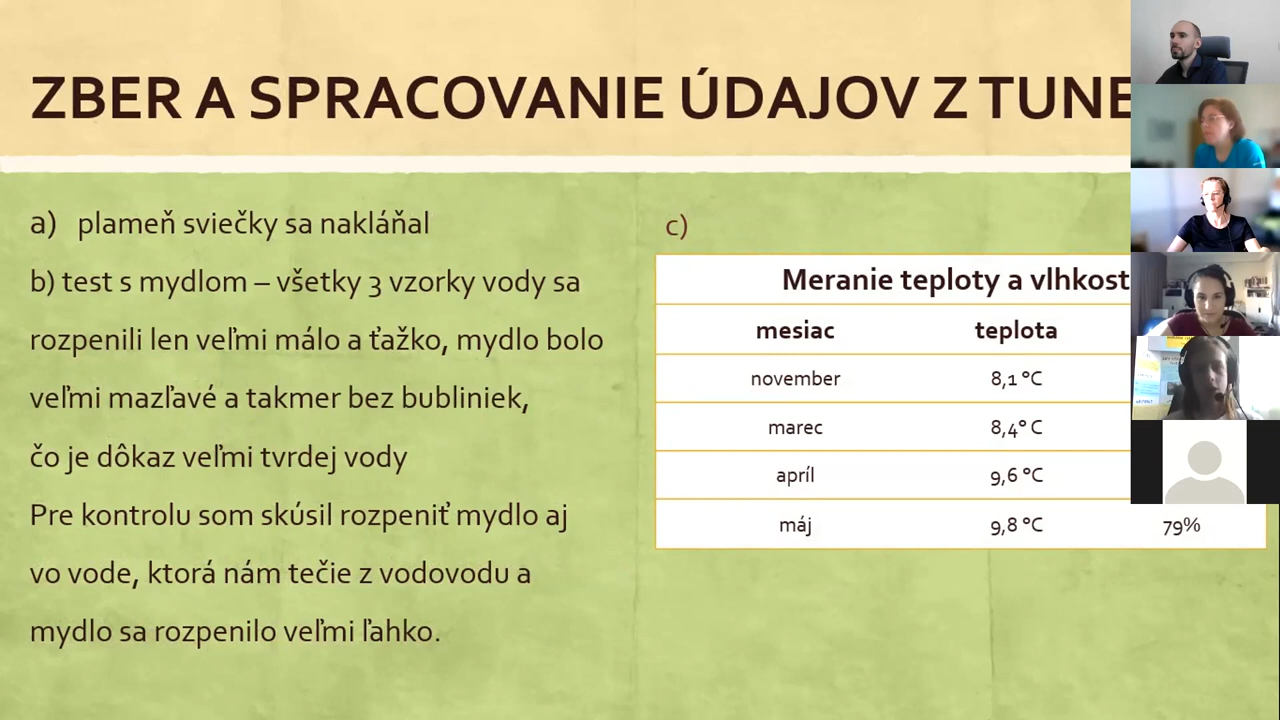 ZBER A SPRACOVANIE ÚDAJOV Z TUNE
a) plameň sviečky sa nakláňal
b) test s mydlom – všetky 3 vzorky vody sa
rozpenili len veľmi málo a ťažko, mydlo bolo
veľmi mazľavé a takmer bez bubliniek,
čo je dôkaz veľmi tvrdej vody
Pre kontrolu som skúsil rozpeniť mydlo aj
vo vode, ktorá nám tečie z vodovodu a
mydlo sa rozpenilo veľmi ľahko.
c)
Meranie teploty a vlhkost
mesiac teplota
november 8,1 °C
marec 8,4° C
apríl 9,6 °C
máj 9,8 °C 79%